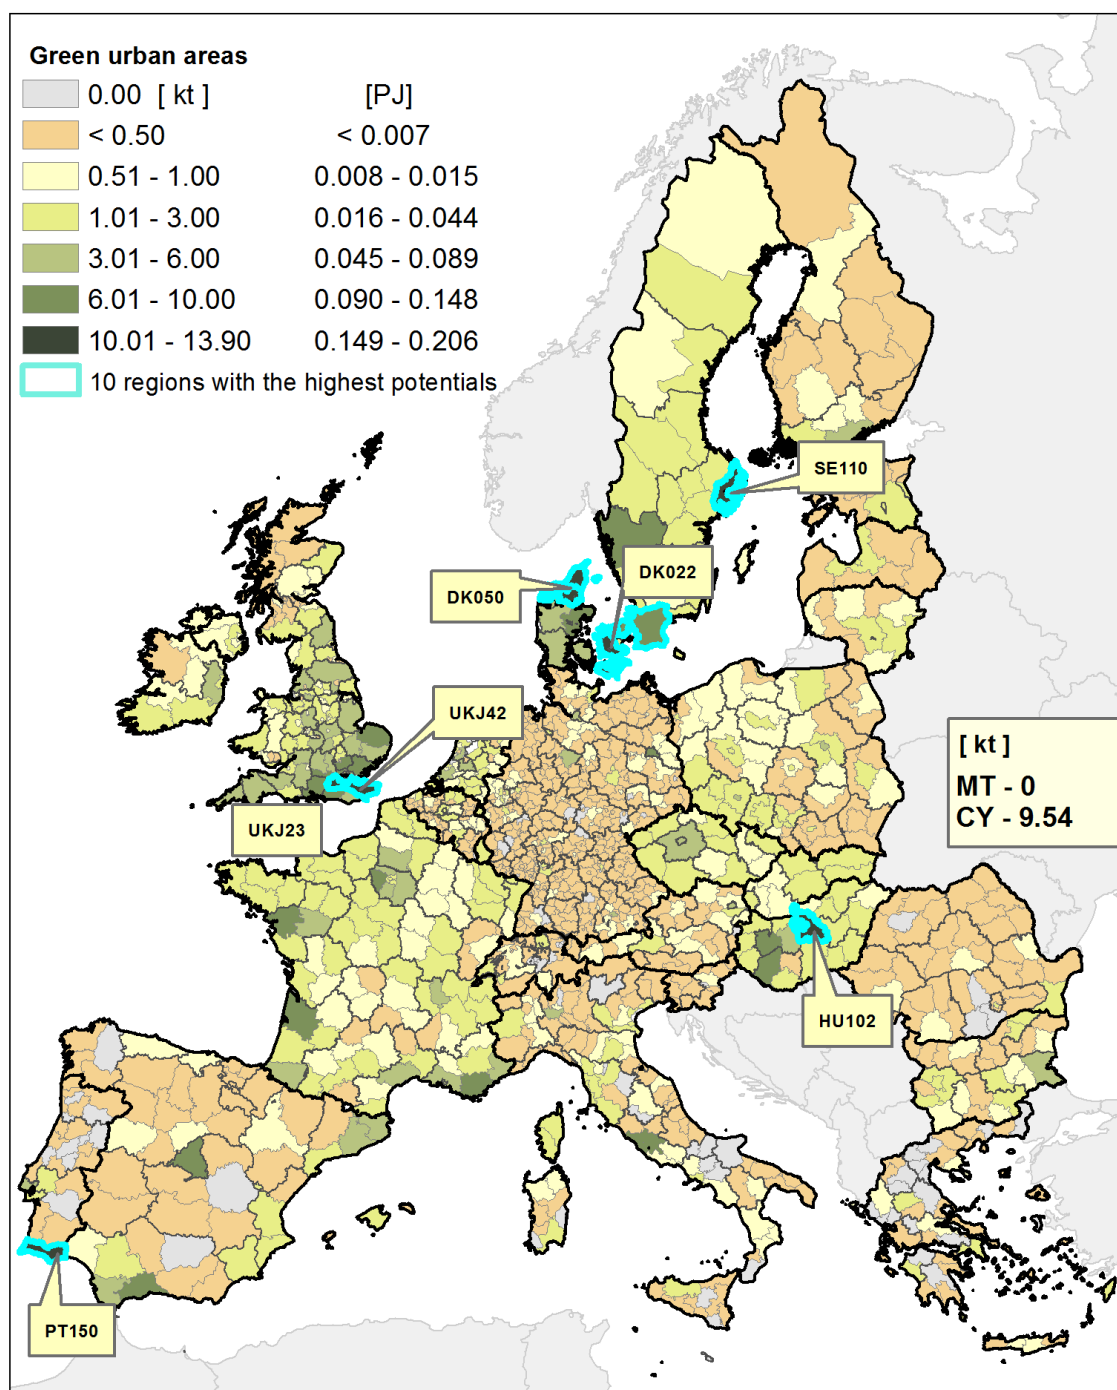 Green urban areas
0.00 [ kt ] [PJ]
< 0.50 < 0.007
0.51 - 1.00 0.008 - 0.015
1.01 - 3.00 0.016 - 0.044
3.01 - 6.00 0.045 - 0.089
6.01 - 10.00 0.090 - 0.148
10.01 - 13.90 0.149 - 0.206
10 regions with the highest potentials
SE110
DK022
DK050
UKJ42
[ kt ]
MT - 0
CY - 9.54
UKJ23
HU102
PT150